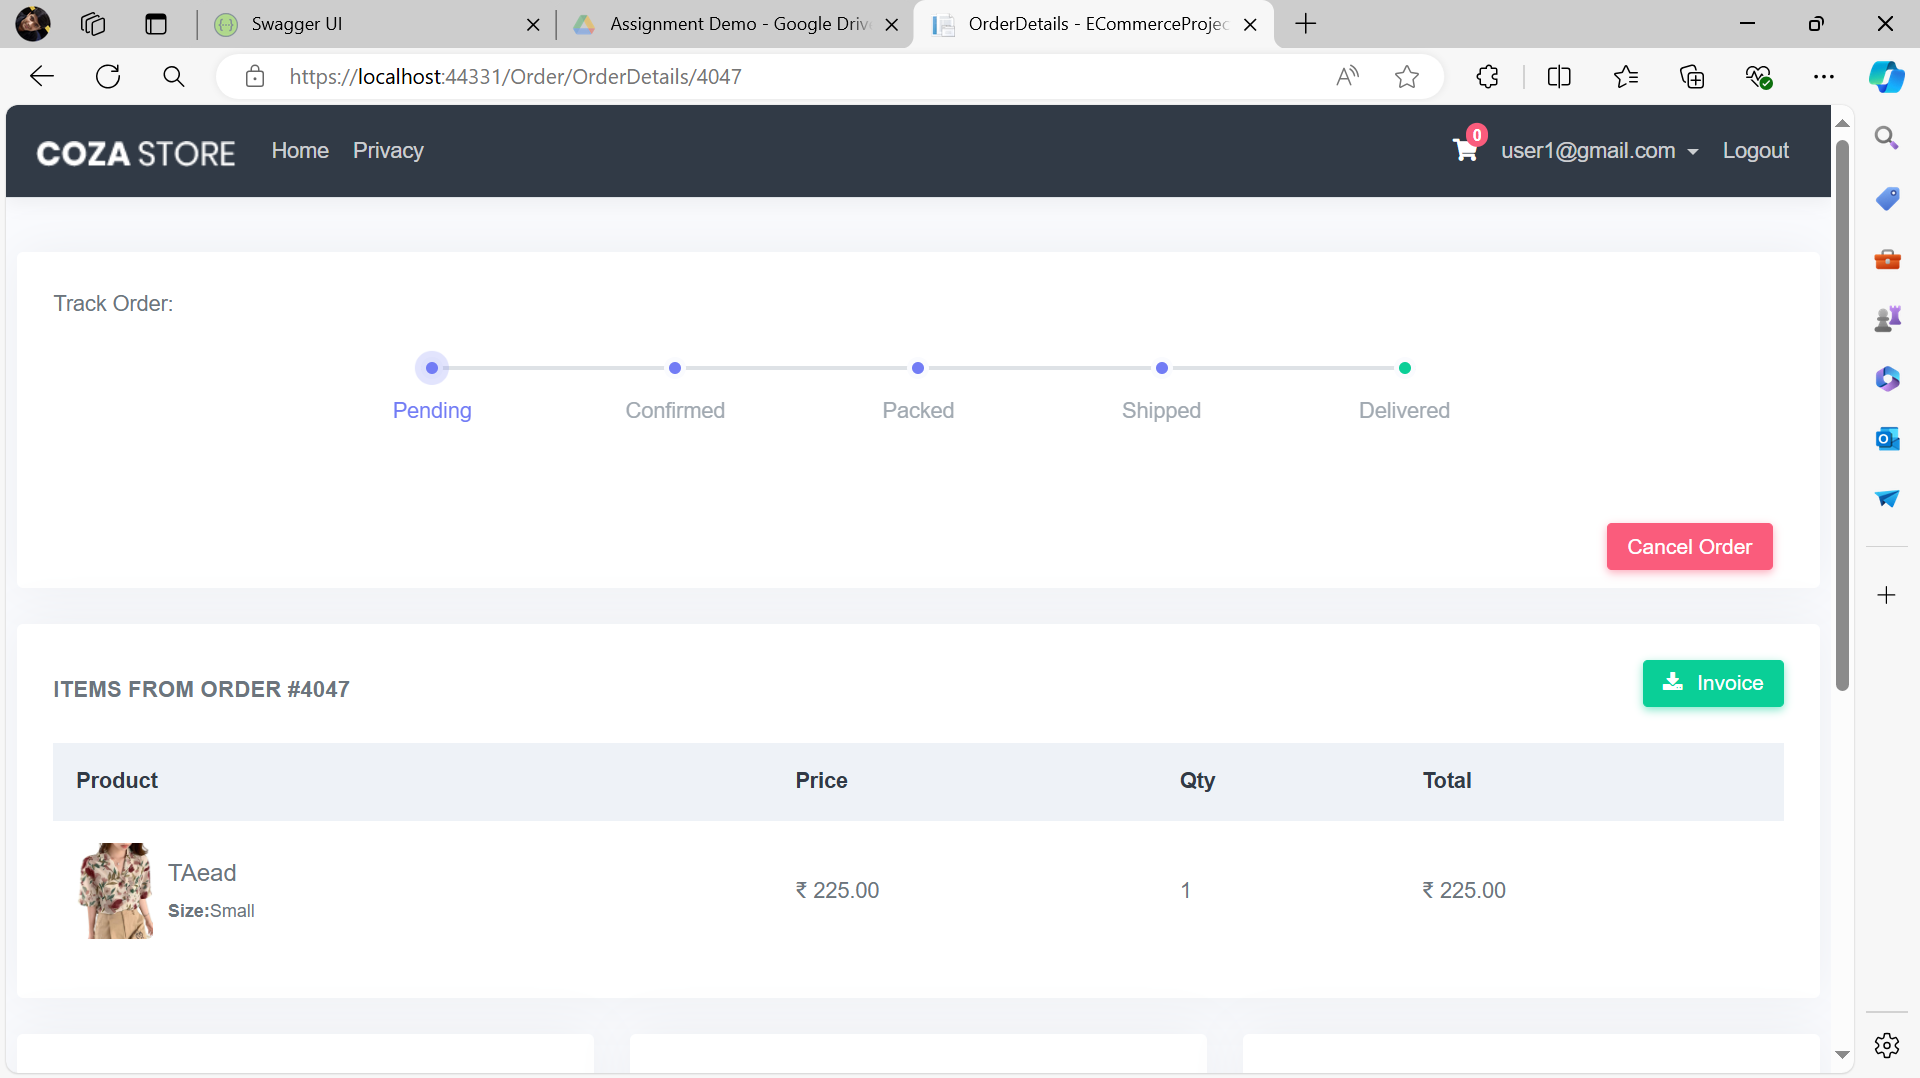 Swagger UI
Assignment Demo - Google Driv
OrderDetails - ECommerceProjec
https://localhost:44331/Order/OrderDetails/4047
COZA STORE
Home
Privacy
0
user1@gmail.com
Logout
Track Order:
Pending
Confirmed
Packed
Shipped
Delivered
Cancel Order
ITEMS FROM ORDER #4047
Invoice
Product
Price
Qty
Total
TAead
Size:Small
₹ 225.00
1
₹ 225.00